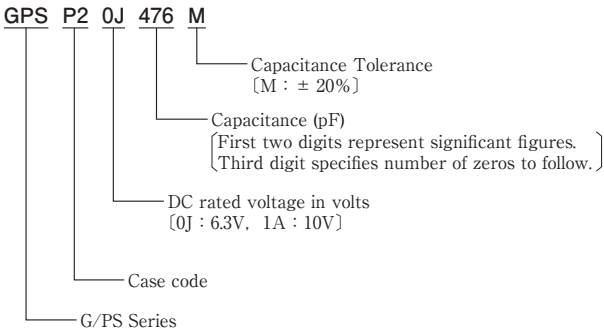 GPS P2 0J 476 M
Capacitance Tolerance
〔M：± 20%〕
Capacitance (pF)
First two digits represent significant figures.
Third digit specifies number of zeros to follow.
DC rated voltage in volts
〔0J：6.3V, 1A：10V〕
Case code
G/PS Series